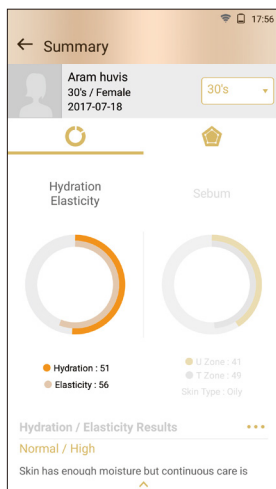 17:56
Summary
Aram huvis
30's / Female
2017-07-18
30's
Hydration
Elasticity
Sebum
Hydration : 51
Elasticity : 56
U Zone : 41
T Zone : 49
Skin Type : Oily
Hydration / Elasticity Results
Normal / High
Skin has enough moisture but continuous care is